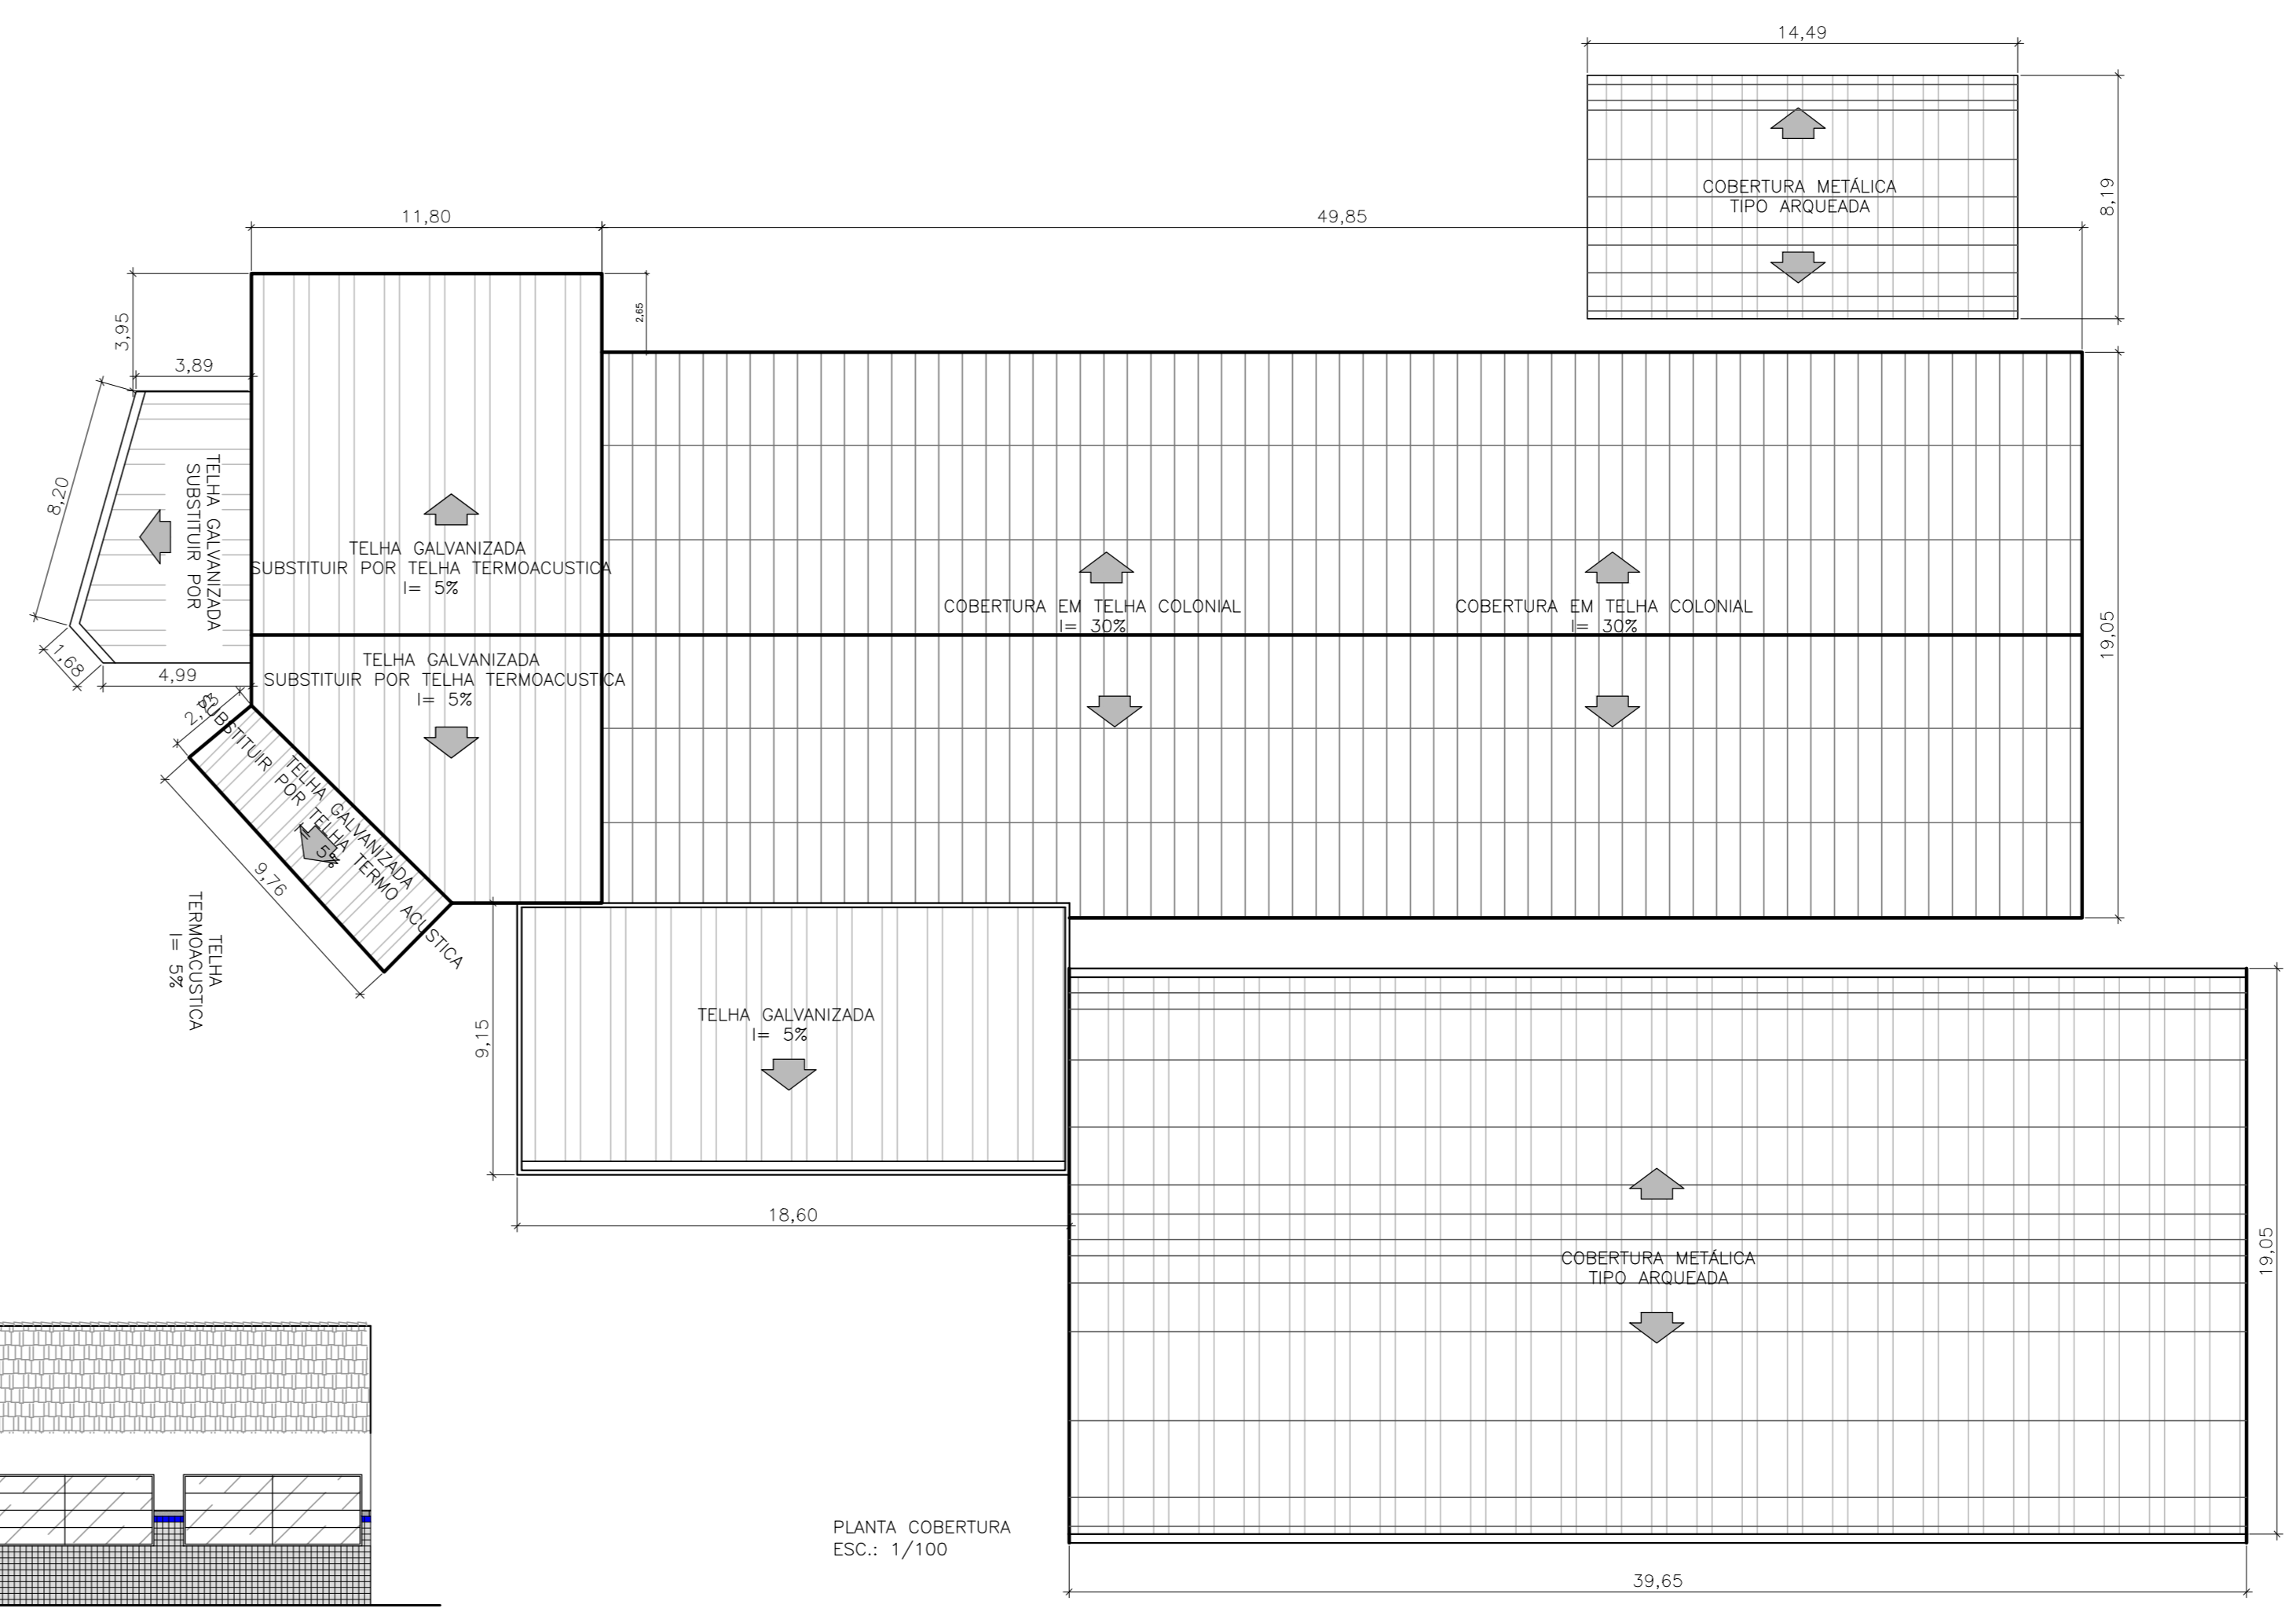 14,49
8,19
COBERTURA METÁLICA
TIPO ARQUEADA
11,80
49,85
2,65
3,95
3,89
8,20
1,68
4,99
TELHA GALVANIZADA
SUBSTITUIR POR
TELHA GALVANIZADA
SUBSTITUIR POR TELHA TERMOACUSTICA
I= 5%
TELHA GALVANIZADA
SUBSTITUIR POR TELHA TERMOACUSTICA
I= 5%
COBERTURA EM TELHA COLONIAL
I= 30%
COBERTURA EM TELHA COLONIAL
I= 30%
19,05
TELHA GALVANIZADA
SUBSTITUIR POR TELHA TERMO ACUSTICA
I= 5%
9,76
TELHA
TERMOACUSTICA
I= 5%
9,15
TELHA GALVANIZADA
I= 5%
18,60
COBERTURA METÁLICA
TIPO ARQUEADA
19,05
39,65
PLANTA COBERTURA
ESC.: 1/100